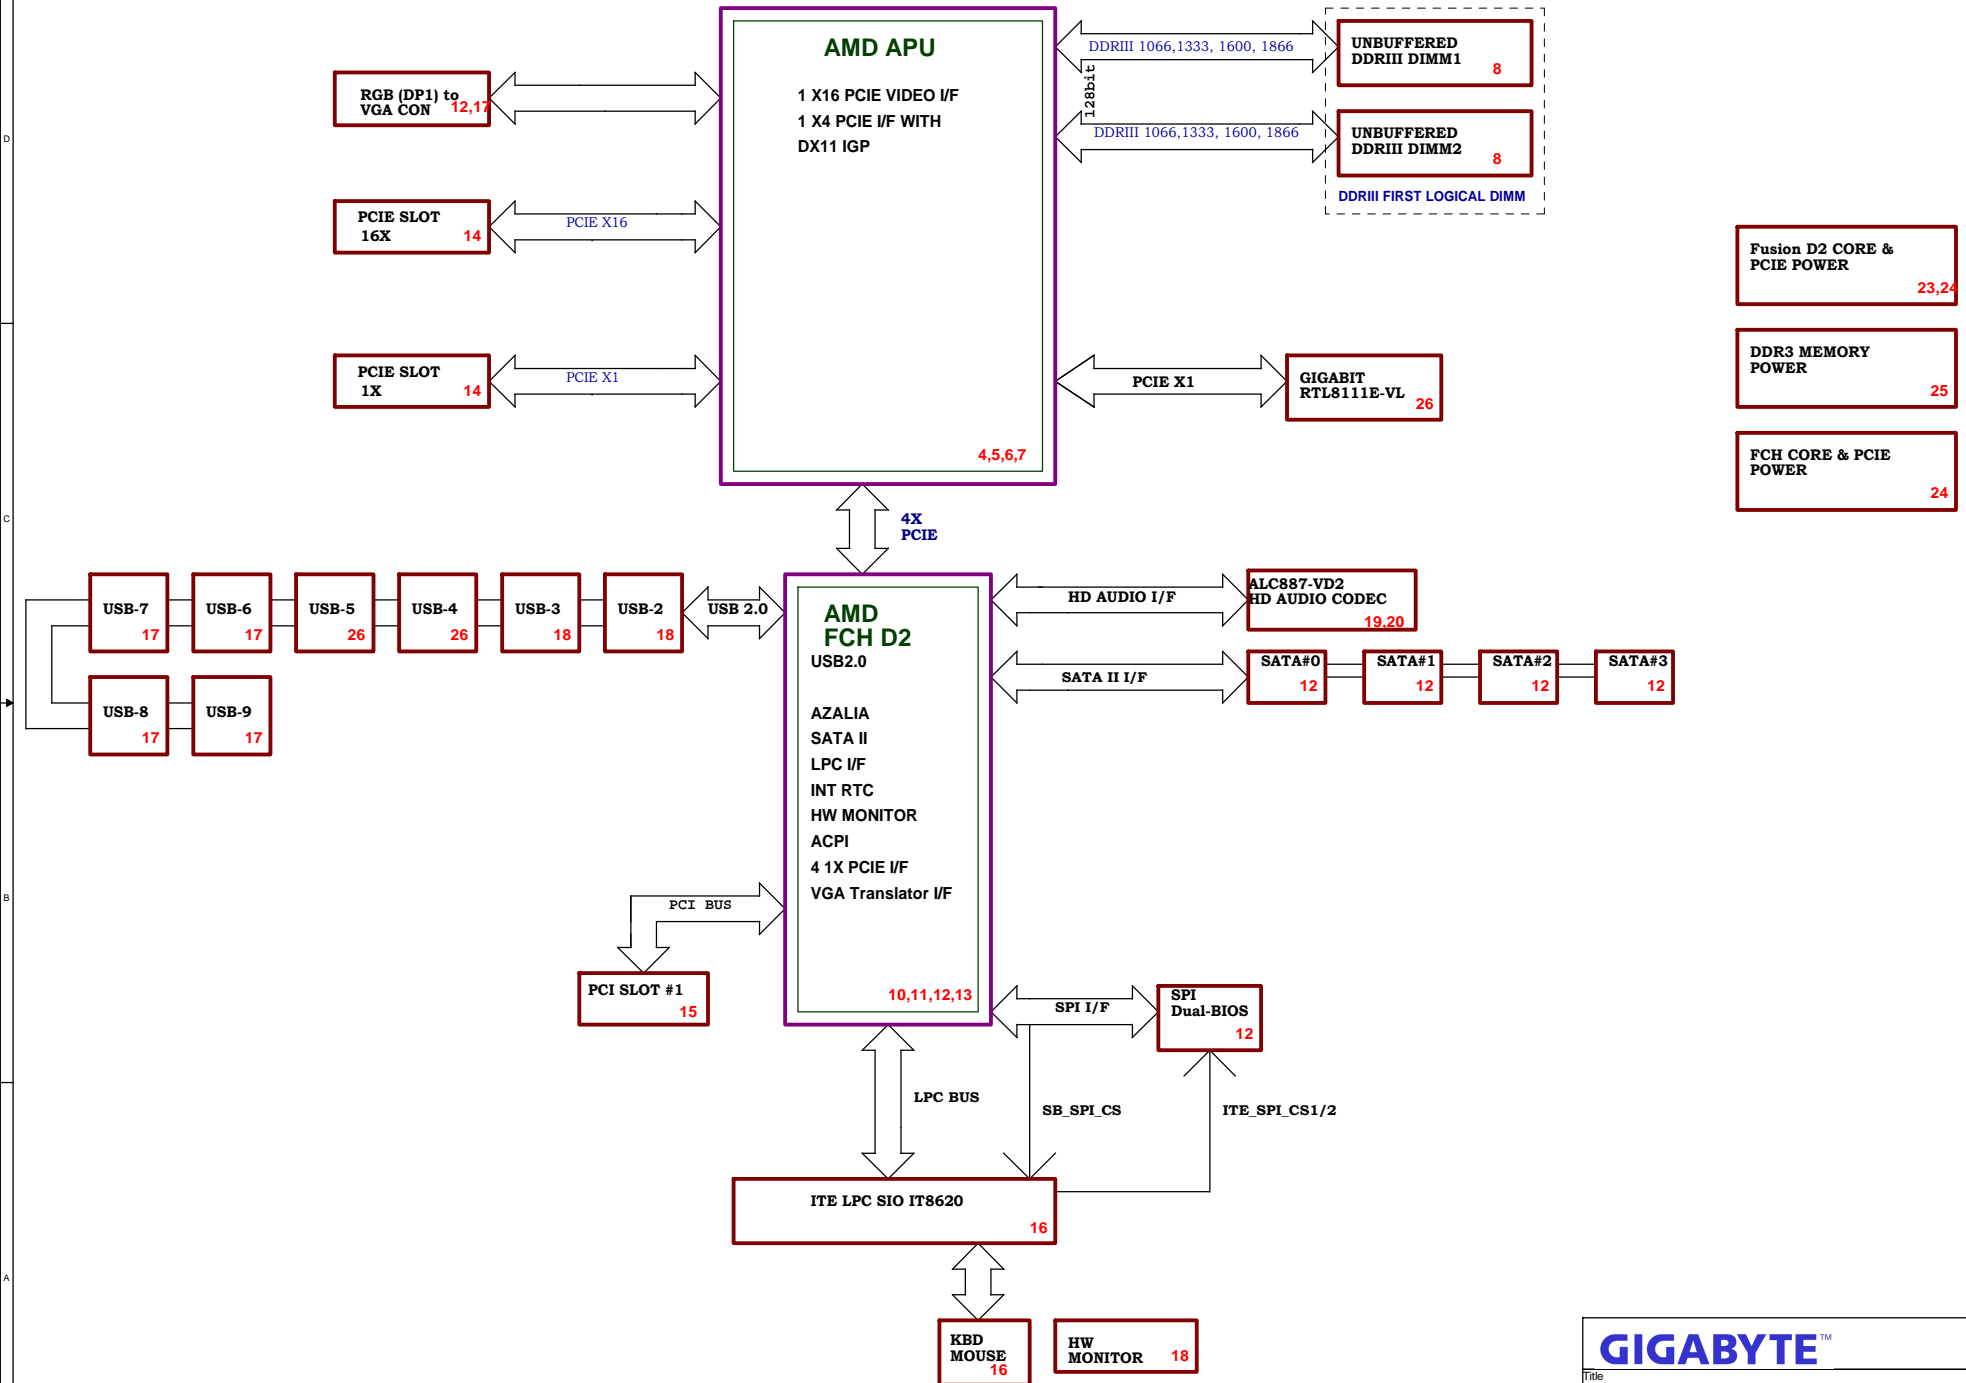 AMD APU
1 X16 PCIE VIDEO I/F
1 X4 PCIE I/F WITH
DX11 IGP
4,5,6,7
RGB (DP1) to
VGA CON
12,17
PCIE SLOT
16X
14
PCIE X16
PCIE SLOT
1X
14
PCIE X1
DDRIII 1066,1333, 1600, 1866
128bit
DDRIII 1066,1333, 1600, 1866
UNBUFFERED
DDRIII DIMM1
8
UNBUFFERED
DDRIII DIMM2
8
DDRIII FIRST LOGICAL DIMM
Fusion D2 CORE &
PCIE POWER
23,24
DDR3 MEMORY
POWER
25
FCH CORE & PCIE
POWER
24
PCIE X1
GIGABIT
RTL8111E-VL
26
4X
PCIE
USB-7
17
USB-6
17
USB-5
26
USB-4
26
USB-3
18
USB-2
18
USB 2.0
USB-8
17
USB-9
17
AMD
FCH D2
USB2.0
AZALIA
SATA II
LPC I/F
INT RTC
HW MONITOR
ACPI
4 1X PCIE I/F
VGA Translator I/F
10,11,12,13
HD AUDIO I/F
ALC887-VD2
HD AUDIO CODEC
19,20
SATA II I/F
SATA#0
12
SATA#1
12
SATA#2
12
SATA#3
12
PCI BUS
PCI SLOT #1
15
SPI I/F
SPI
Dual-BIOS
12
LPC BUS
SB_SPI_CS
ITE_SPI_CS1/2
ITE LPC SIO IT8620
16
KBD
MOUSE
16
HW
MONITOR
18
D
C
B
A
GIGABYTE™
Title